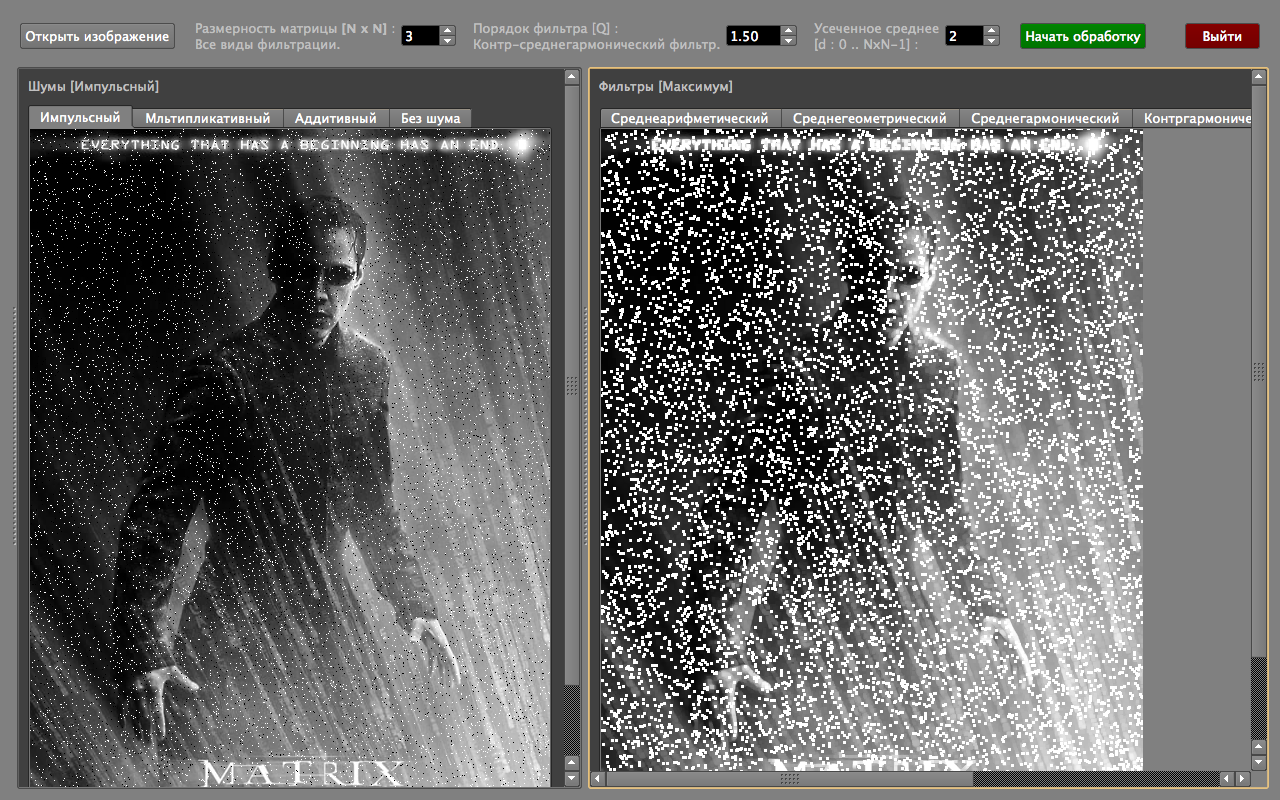 Открыть изображение
Размерность матрицы [N x N] :
Все виды фильтрации.
3
Порядок фильтра [Q] :
Контр-среднегармонический фильтр.
1.50
Усеченное среднее
[d : 0 .. NxN-1] :
2
Начать обработку
Выйти
Шумы [Импульсный]
Импульсный
Мльтипликативный
Аддитивный
Без шума
EVERYTHING THAT HAS A BEGINNING HAS AN END
MATRIX
Фильтры [Максимум]
Среднеарифметический
Среднегеометрический
Среднегармонический
Контргармониче
EVERYTHING THAT HAS A BEGINNING HAS AN END